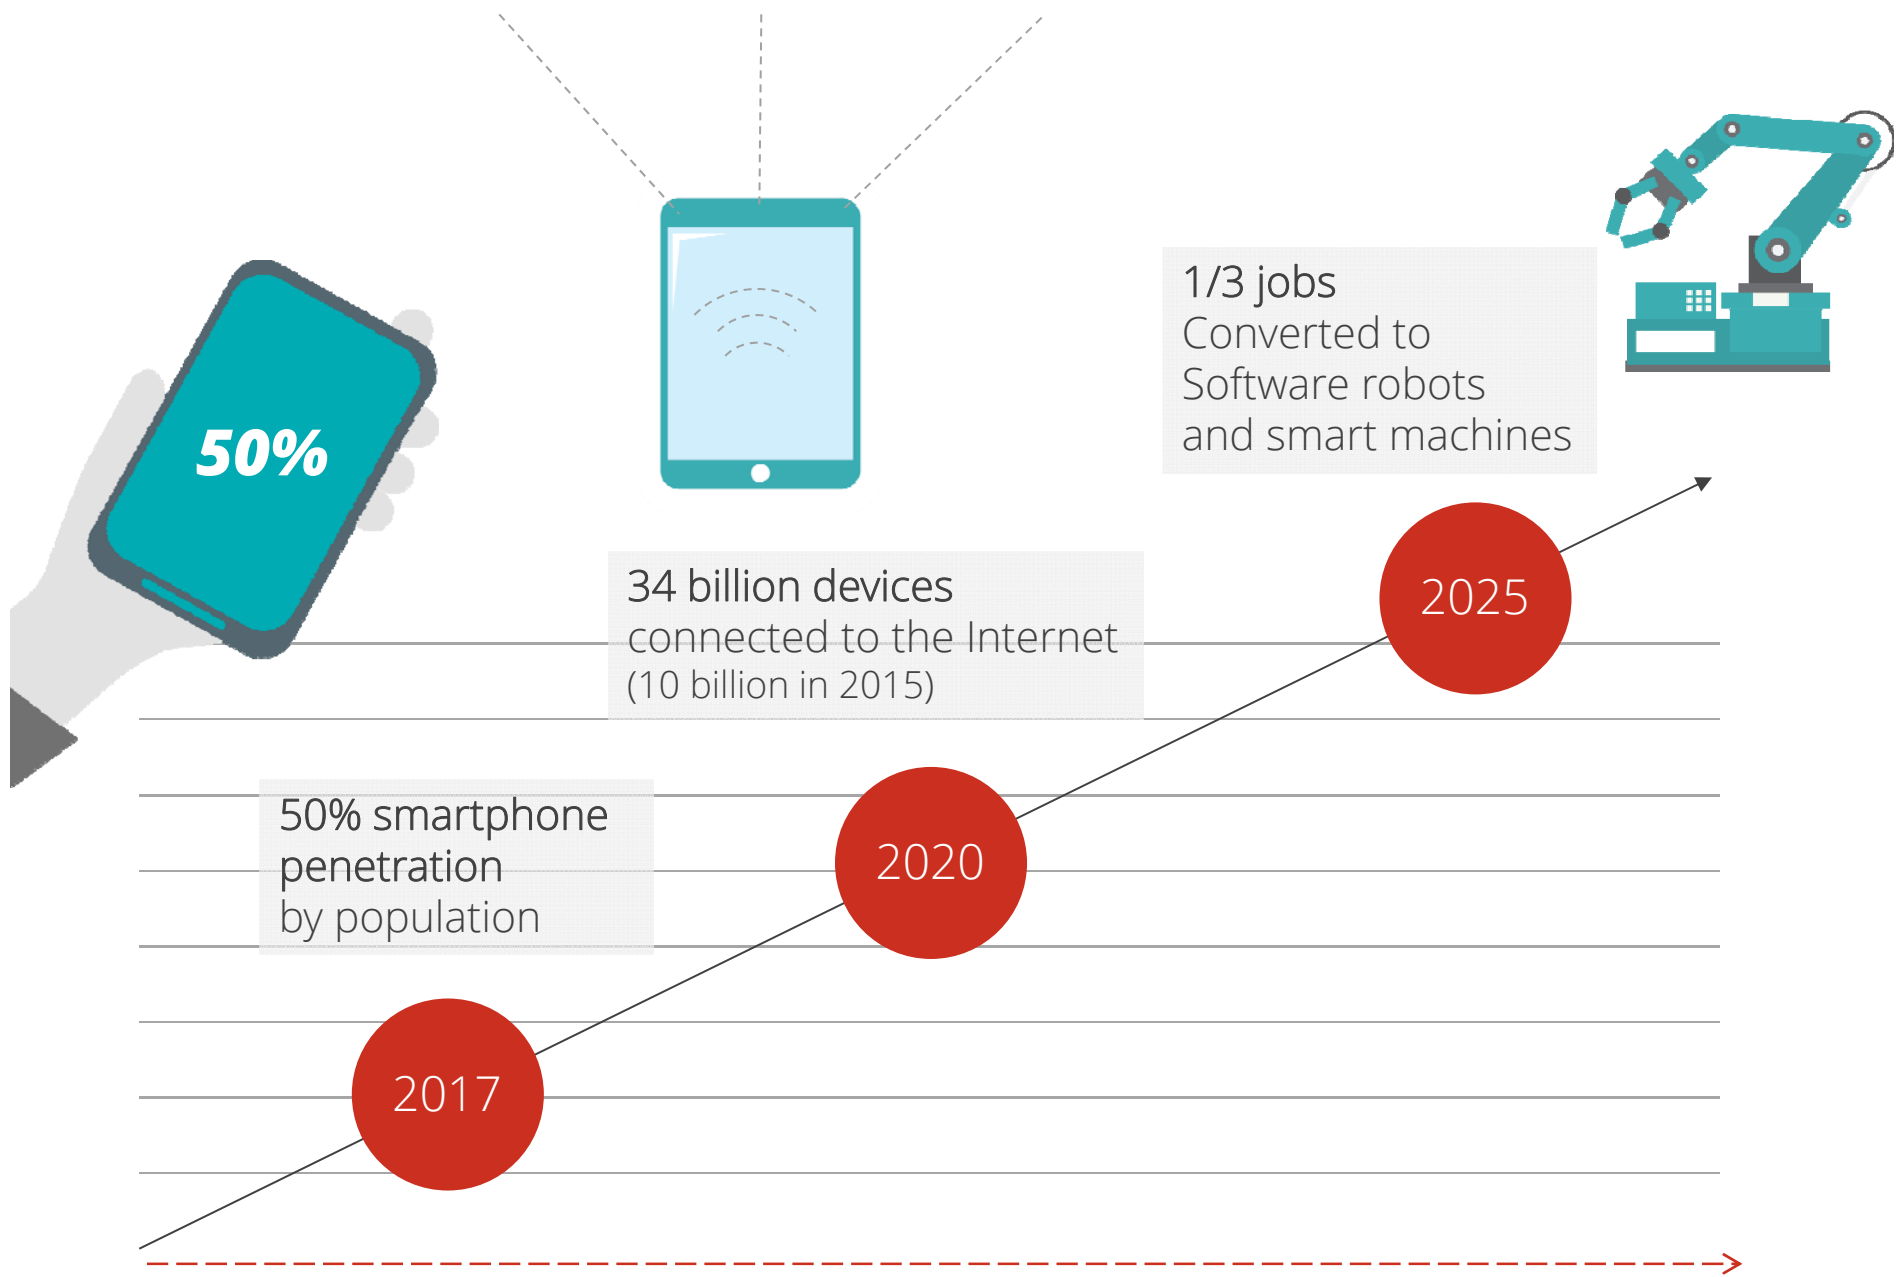 50%
1/3 jobs
Converted to
Software robots
and smart machines
34 billion devices
connected to the Internet
(10 billion in 2015)
2025
50% smartphone
penetration
by population
2020
2017